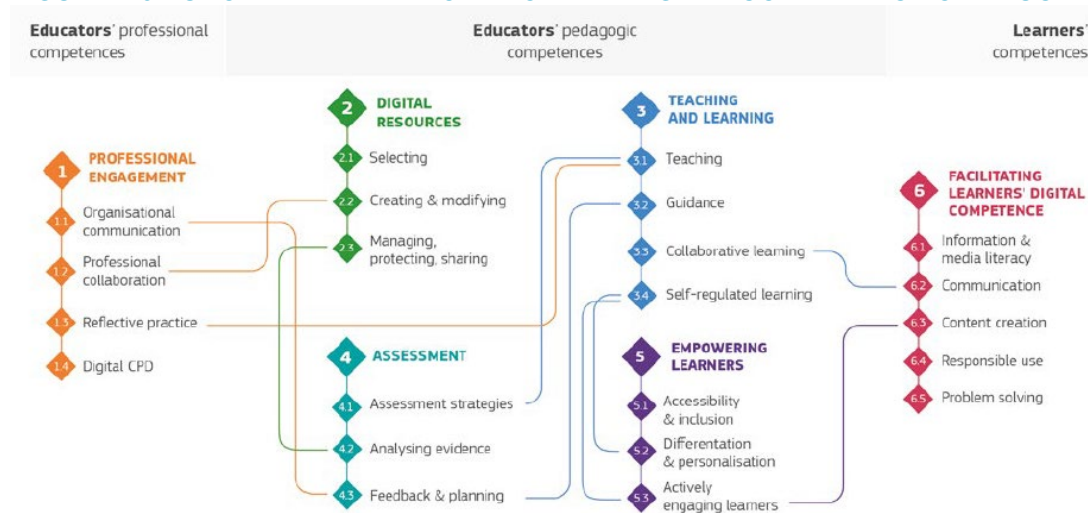 Educators' professional
competences
Educators' pedagogic
competences
Learners'
competences
1
PROFESSIONAL
ENGAGEMENT
1.1
Organisational
communication
1.2
Professional
collaboration
1.3
Reflective practice
1.4
Digital CPD
2
DIGITAL
RESOURCES
2.1
Selecting
2.2
Creating & modifying
2.3
Managing,
protecting, sharing
3
TEACHING
AND LEARNING
3.1
Teaching
3.2
Guidance
3.3
Collaborative learning
3.4
Self-regulated learning
4
ASSESSMENT
4.1
Assessment strategies
4.2
Analysing evidence
4.3
Feedback & planning
5
EMPOWERING
LEARNERS
5.1
Accessibility
& inclusion
5.2
Differentation
& personalisation
5.3
Actively
engaging learners
6
FACILITATING
LEARNERS' DIGITAL
COMPETENCE
6.1
Information &
media literacy
6.2
Communication
6.3
Content creation
6.4
Responsible use
6.5
Problem solving